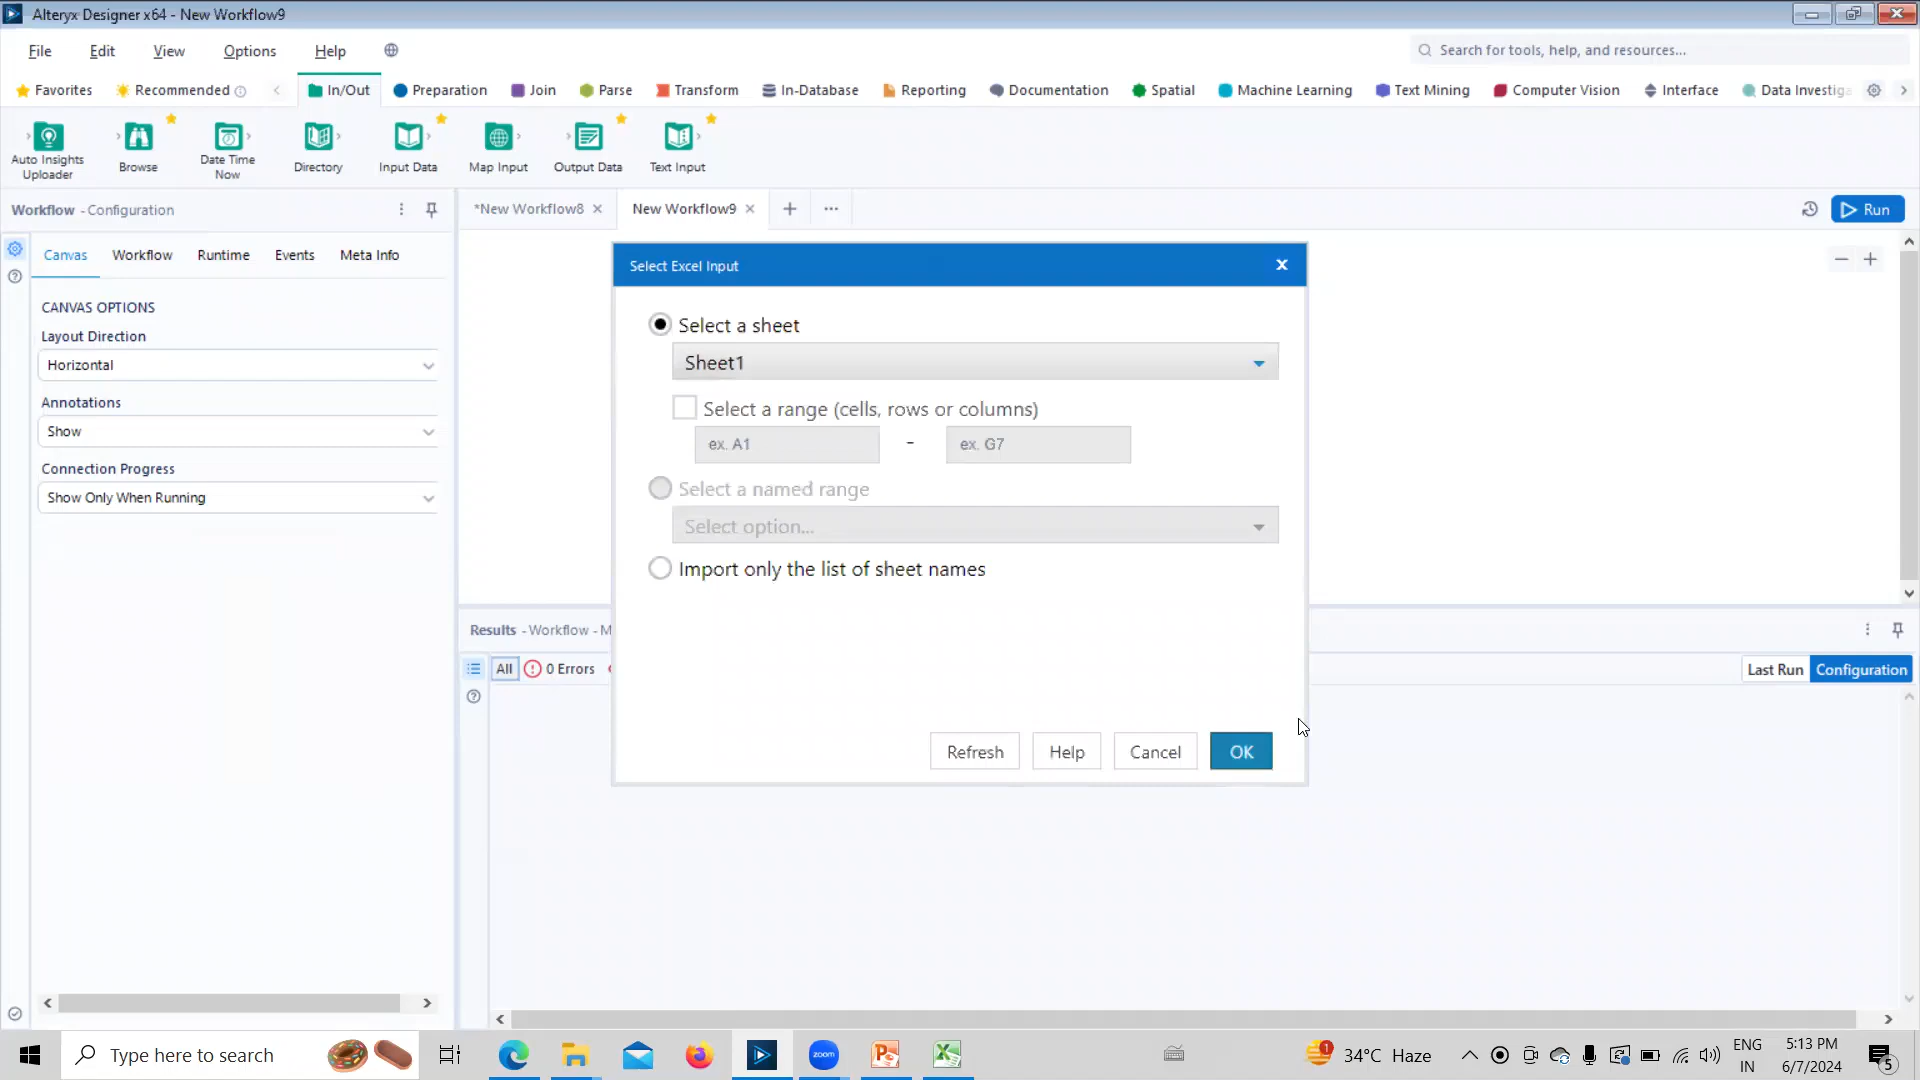 Alteryx Designer x64 - New Workflow9
File Edit View Options Help
Search for tools, help, and resources...
Favorites Recommended In/Out Preparation Join Parse Transform In-Database Reporting Documentation Spatial Machine Learning Text Mining Computer Vision Interface Data Investiga
Auto Insights Uploader
Browse
Date Time Now
Directory
Input Data
Map Input
Output Data
Text Input
Workflow - Configuration
*New Workflow8
New Workflow9
Run
Canvas Workflow Runtime Events Meta Info
CANVAS OPTIONS
Layout Direction
Horizontal
Annotations
Show
Connection Progress
Show Only When Running
Select Excel Input
Select a sheet
Sheet1
Select a range (cells, rows or columns)
ex. A1 - ex. G7
Select a named range
Select option...
Import only the list of sheet names
Refresh Help Cancel OK
Results - Workflow - M
All 0 Errors
Last Run Configuration
Type here to search
zoom
1
34°C Haze
ENG
IN
5:13 PM
6/7/2024
5